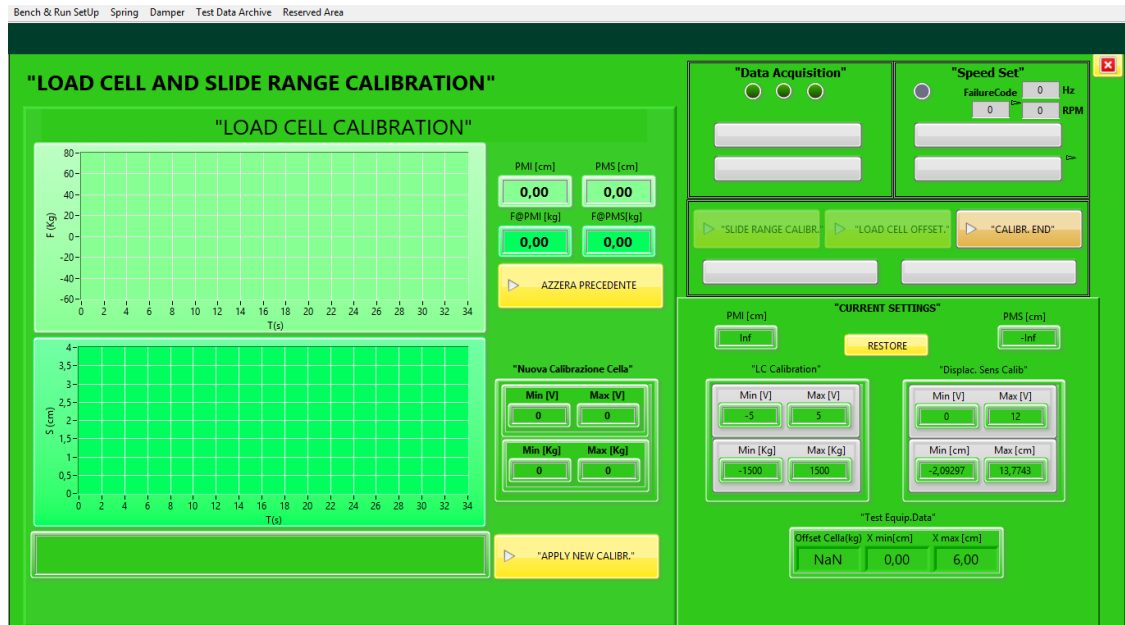 Bench & Run SetUp Spring Damper Test Data Archive Reserved Area
"LOAD CELL AND SLIDE RANGE CALIBRATION"
"LOAD CELL CALIBRATION"
F (Kg)
80
60
40
20
0
-20
-40
-60
0 2 4 6 8 10 12 14 16 18 20 22 24 26 28 30 32 34
T(s)
PMI [cm] PMS [cm]
0,00 0,00
F@PMI [kg] F@PMS[kg]
0,00 0,00
AZZERA PRECEDENTE
S (cm)
4
3,5
3
2,5
2
1,5
1
0,5
0
0 2 4 6 8 10 12 14 16 18 20 22 24 26 28 30 32 34
T(s)
"Nuova Calibrazione Cella"
Min [V] Max [V]
0 0
Min [Kg] Max [Kg]
0 0
"APPLY NEW CALIBR."
"Data Acquisition"
"Speed Set"
FailureCode 0 Hz
0 0 RPM
"SLIDE RANGE CALIBR." "LOAD CELL OFFSET." "CALIBR. END"
"CURRENT SETTINGS"
PMI [cm] PMS [cm]
Inf -Inf
RESTORE
"LC Calibration"
Min [V] Max [V]
-5 5
Min [Kg] Max [Kg]
-1500 1500
"Displac. Sens Calib"
Min [V] Max [V]
0 12
Min [cm] Max [cm]
-2,09297 13,7743
"Test Equip.Data"
Offset Cella(kg) X min[cm] X max [cm]
NaN 0,00 6,00